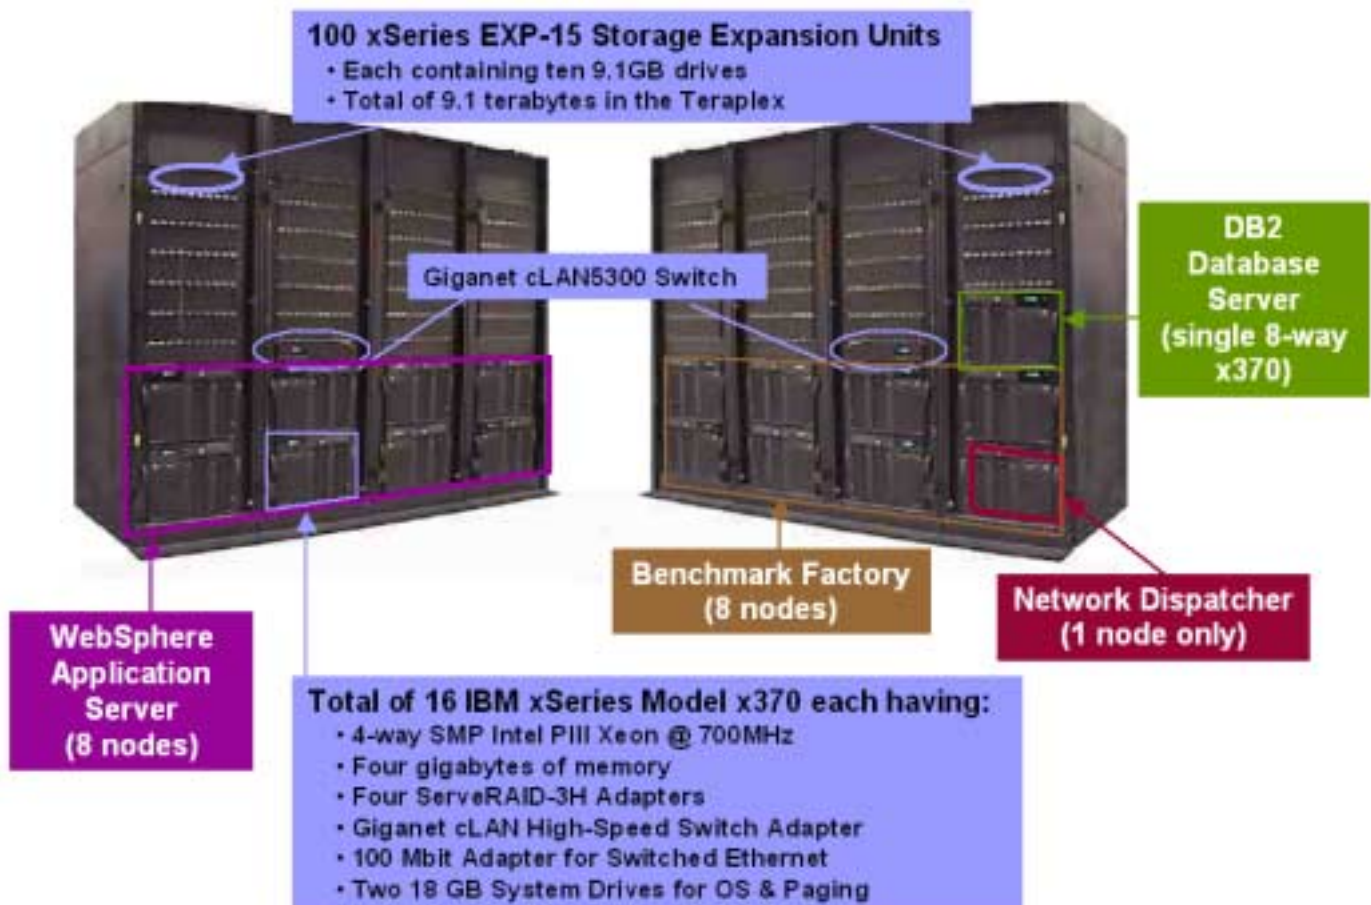 100 xSeries EXP-15 Storage Expansion Units
• Each containing ten 9.1GB drives
• Total of 9.1 terabytes in the Teraplex
Giganet cLAN5300 Switch
DB2
Database
Server
(single 8-way
x370)
Benchmark Factory
(8 nodes)
Network Dispatcher
(1 node only)
WebSphere
Application
Server
(8 nodes)
Total of 16 IBM xSeries Model x370 each having:
• 4-way SMP Intel PIII Xeon @ 700MHz
• Four gigabytes of memory
• Four ServeRAID-3H Adapters
• Giganet cLAN High-Speed Switch Adapter
• 100 Mbit Adapter for Switched Ethernet
• Two 18 GB System Drives for OS & Paging